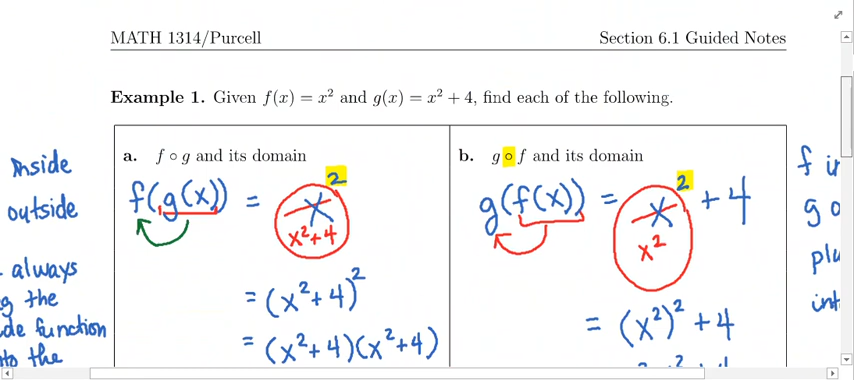 MATH 1314/Purcell Section 6.1 Guided Notes
Example 1. Given f(x) = x² and g(x) = x² + 4, find each of the following.
a. f ∘ g and its domain
f(g(x)) = x²
x²+4
= (x²+4)²
= (x²+4)(x²+4)
b. g ∘ f and its domain
g(f(x)) = x² + 4
x²
= (x²)² + 4
Inside
outside
always
the
function
to the
f
g